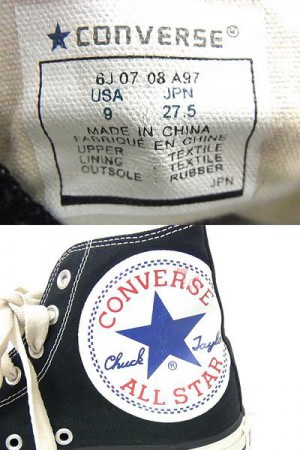 CONVERSE
6J 07 08 A97
USA JPN
9 27.5
MADE IN CHINA
FABRIQUÉ EN CHINE
UPPER TEXTILE
LINING TEXTILE
OUTSOLE RUBBER
JPN
CONVERSE
Chuck Taylor
®
ALL STAR